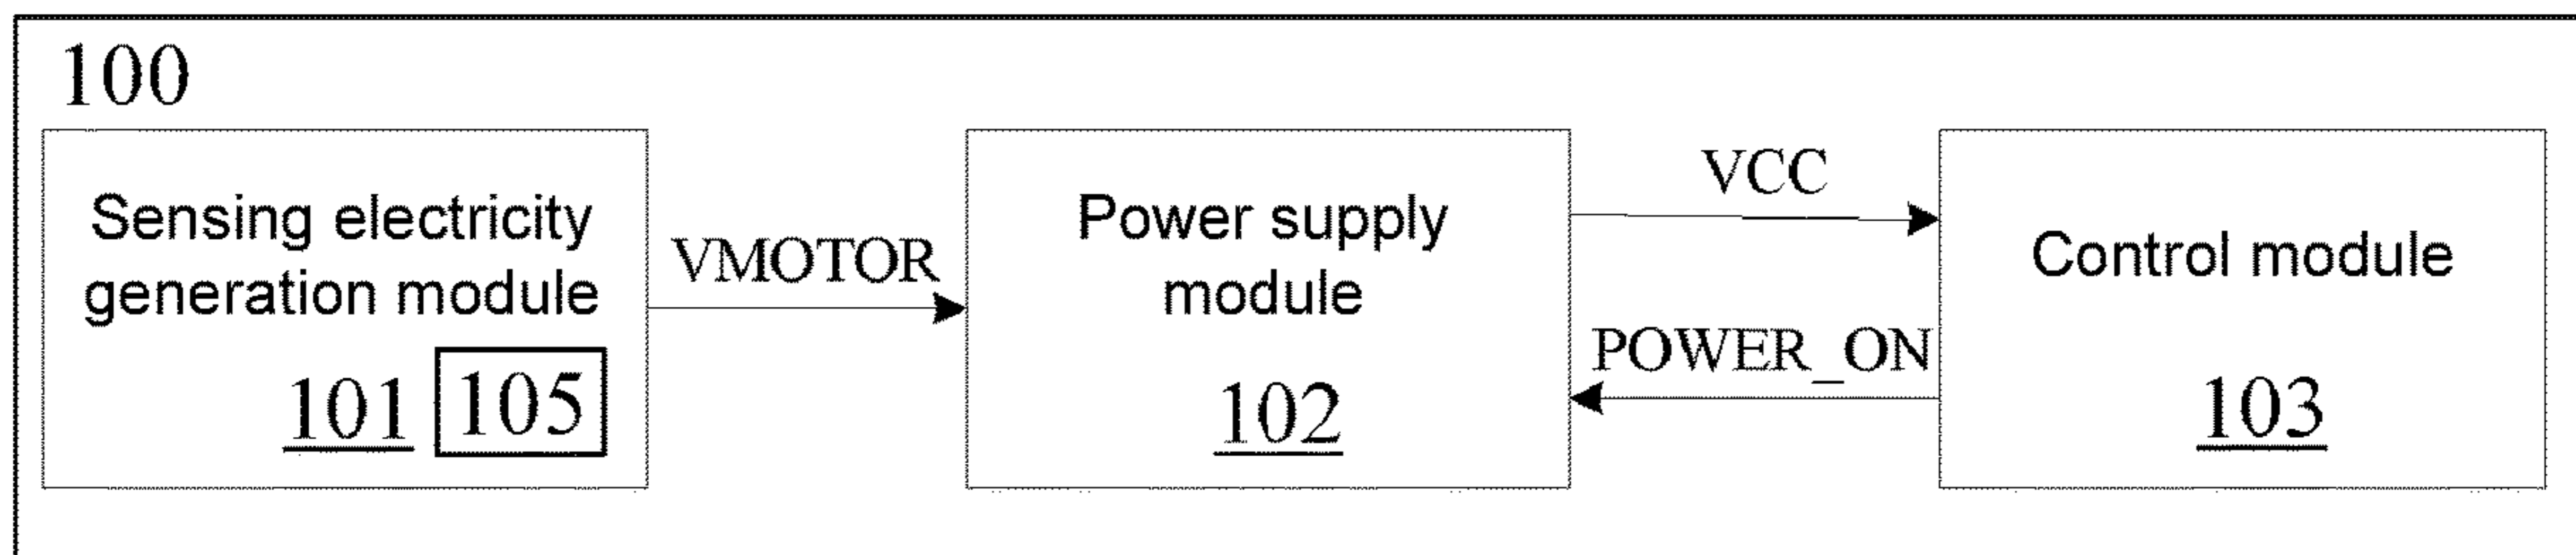 100
Sensing electricity
generation module
101 105
VMOTOR
Power supply
module
102
VCC
POWER_ON
Control module
103